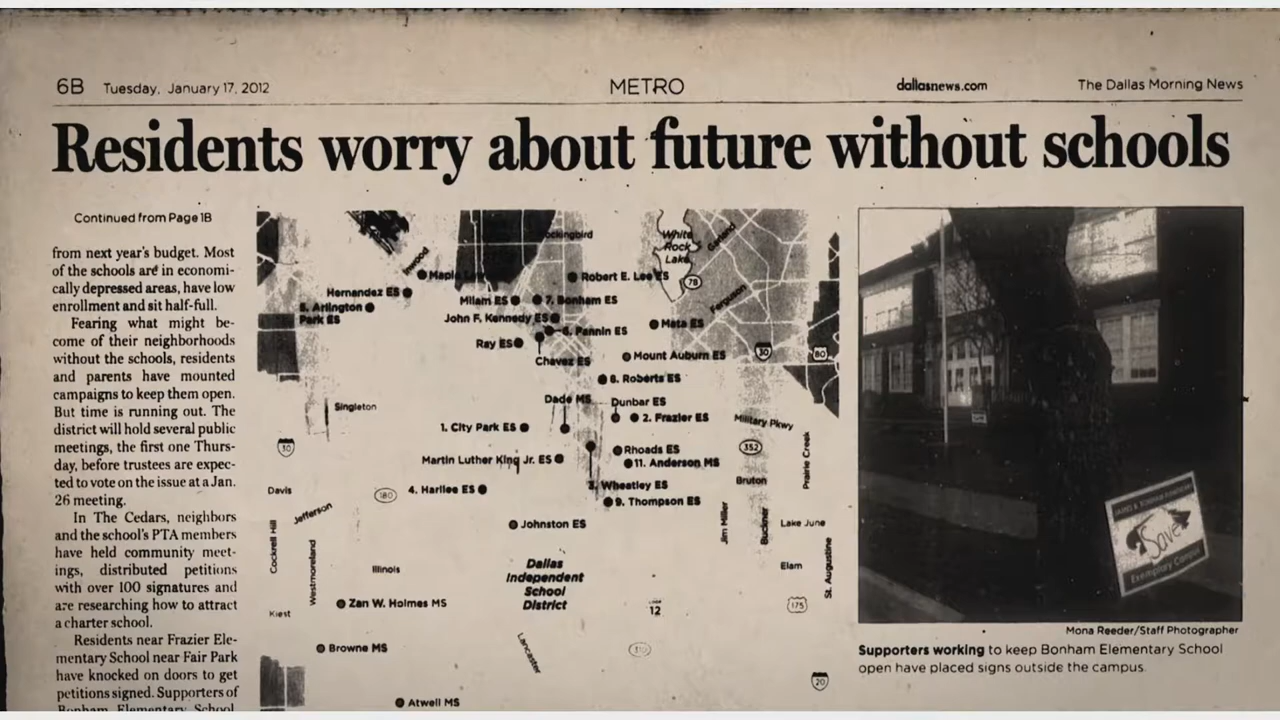 6B Tuesday, January 17, 2012 METRO dallasnews.com The Dallas Morning News
Residents worry about future without schools
Continued from Page 1B
from next year's budget. Most
of the schools are in economi-
cally depressed areas, have low
enrollment and sit half-full.
Fearing what might be-
come of their neighborhoods
without the schools, residents
and parents have mounted
campaigns to keep them open.
But time is running out. The
district will hold several public
meetings, the first one Thurs-
day, before trustees are expec-
ted to vote on the issue at a Jan.
26 meeting.
In The Cedars, neighbors
and the school's PTA members
have held community meet-
ings, distributed petitions
with over 100 signatures and
are researching how to attract
a charter school.
Residents near Frazier Ele-
mentary School near Fair Park
have knocked on doors to get
petitions signed. Supporters of
Bonham Elementary School
White
Rock
Lake
Garland
Inwood
Maple
Robert E. Lee ES
78
Hernandez ES
Milam ES
7. Bonham ES
Ferguson
5. Arlington
Park ES
John F. Kennedy ES
Mata ES
6. Fannin ES
Ray ES
Chavez ES
Mount Auburn ES
30
80
8. Roberts ES
Singleton
Dade MS
Dunbar ES
2. Frazier ES
Military Pkwy
1. City Park ES
30
352
Prairie Creek
Rhoads ES
Martin Luther King Jr. ES
11. Anderson MS
Davis
180
4. Harllee ES
3. Wheatley ES
Bruton
9. Thompson ES
Jefferson
Johnston ES
Jim Miller
Buckner
Lake June
Cockrell Hill
Westmoreland
Illinois
Dallas
Independent
School
District
Elam
St. Augustine
Zan W. Holmes MS
LOOP
12
175
Kiest
Browne MS
Lancaster
310
20
Atwell MS
Save
Exemplary Campus
Mona Reeder/Staff Photographer
Supporters working to keep Bonham Elementary School
open have placed signs outside the campus.